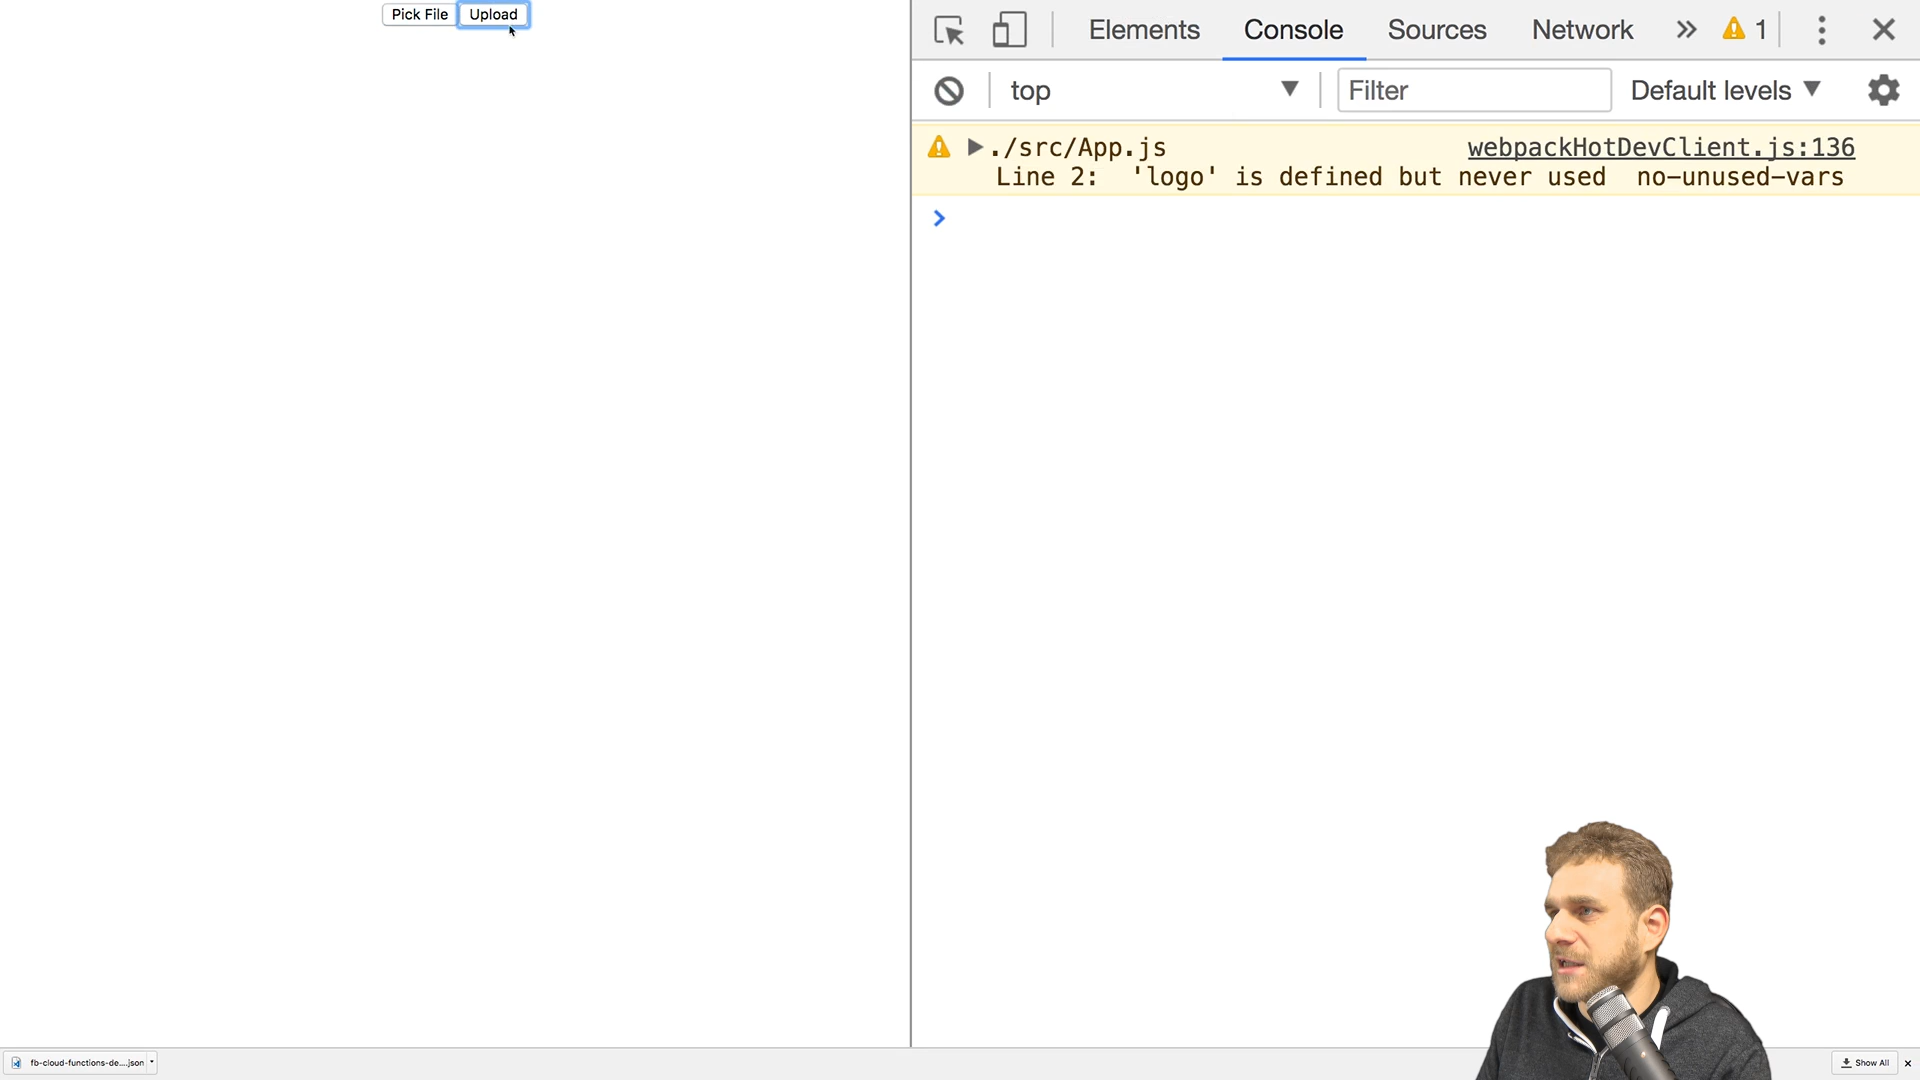 Pick File Upload
Elements Console Sources Network 1
top Filter Default levels
./src/App.js webpackHotDevClient.js:136
Line 2:  'logo' is defined but never used  no-unused-vars
fb-cloud-functions-de....json Show All